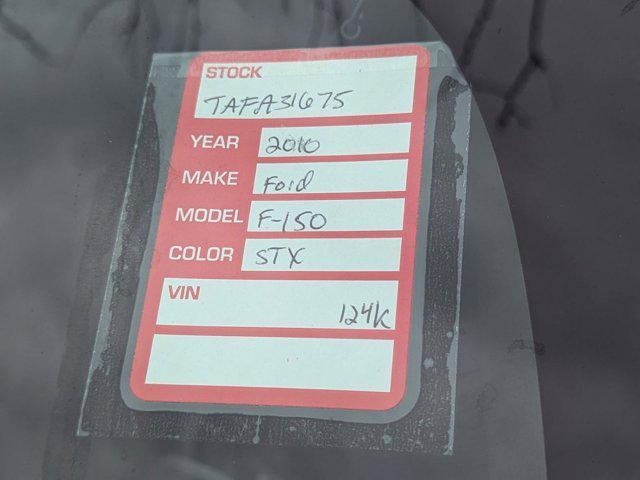 STOCK
TAFA31675
YEAR 2010
MAKE Ford
MODEL F-150
COLOR STX
VIN
124k